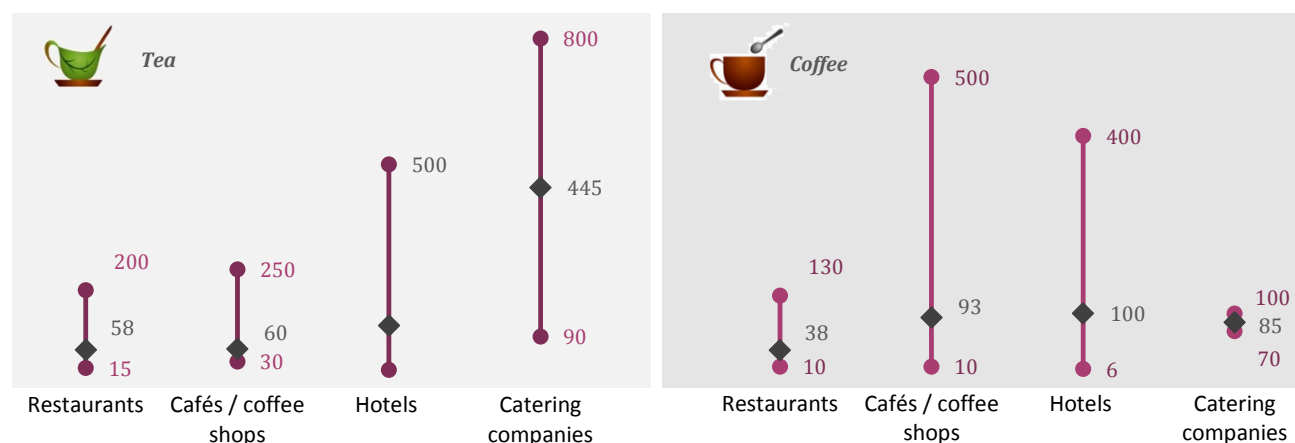 Tea
800
500
445
200
250
58
60
15
30
90
Restaurants
Cafés / coffee
shops
Hotels
Catering
companies
Coffee
500
400
130
93
100
100
38
85
10
10
6
70
Restaurants
Cafés / coffee
shops
Hotels
Catering
companies